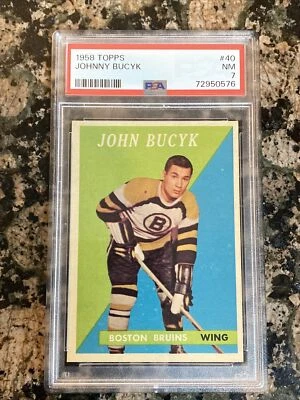 1958 TOPPS #40
JOHNNY BUCYK NM
PSA 7
72950576
JOHN BUCYK
B
BOSTON BRUINS WING